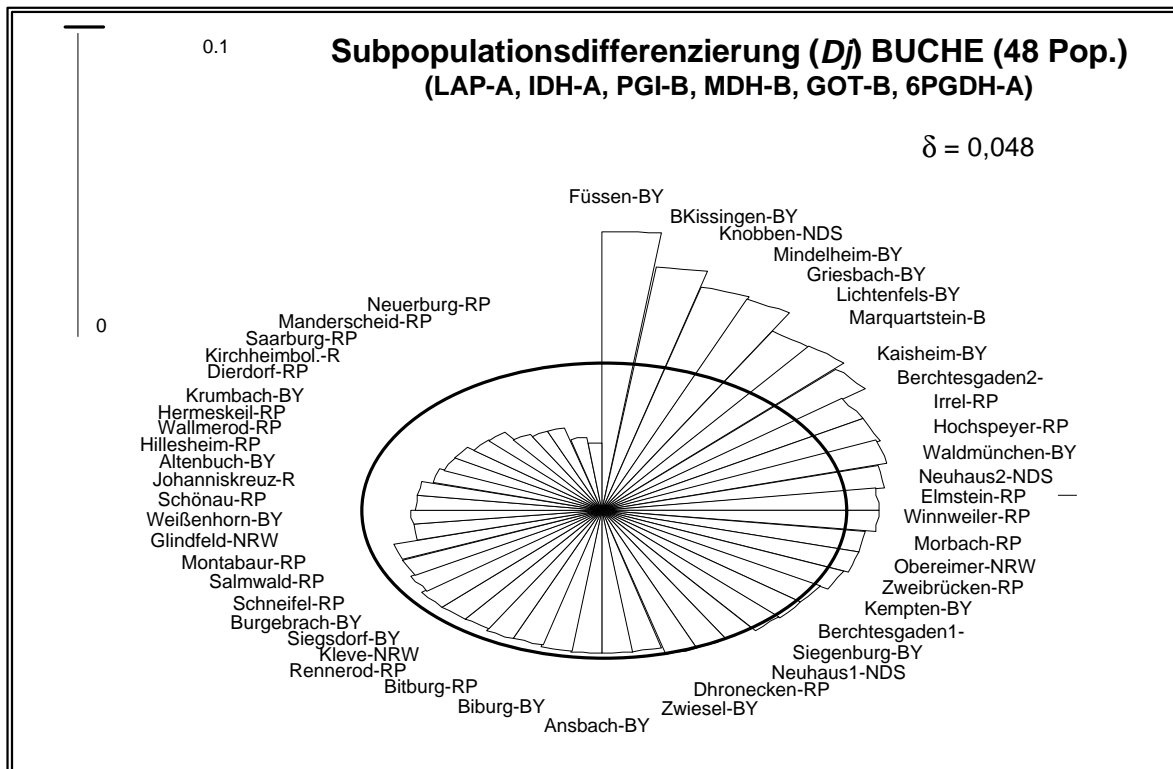 0.1
Subpopulationsdifferenzierung (Dj) BUCHE (48 Pop.)
(LAP-A, IDH-A, PGI-B, MDH-B, GOT-B, 6PGDH-A)
δ = 0,048
0
Füssen-BY
BKissingen-BY
Knobben-NDS
Mindelheim-BY
Griesbach-BY
Lichtenfels-BY
Marquartstein-B
Kaisheim-BY
Berchtesgaden2-
Irrel-RP
Hochspeyer-RP
Waldmünchen-BY
Neuhaus2-NDS
Elmstein-RP
Winnweiler-RP
Morbach-RP
Obereimer-NRW
Zweibrücken-RP
Kempten-BY
Berchtesgaden1-
Siegenburg-BY
Neuhaus1-NDS
Dhronecken-RP
Zwiesel-BY
Ansbach-BY
Biburg-BY
Bitburg-RP
Rennerod-RP
Kleve-NRW
Siegsdorf-BY
Burgebrach-BY
Schneifel-RP
Salmwald-RP
Montabaur-RP
Glindfeld-NRW
Weißenhorn-BY
Schönau-RP
Johanniskreuz-R
Altenbuch-BY
Hillesheim-RP
Wallmerod-RP
Hermeskeil-RP
Krumbach-BY
Dierdorf-RP
Kirchheimbol.-R
Saarburg-RP
Manderscheid-RP
Neuerburg-RP